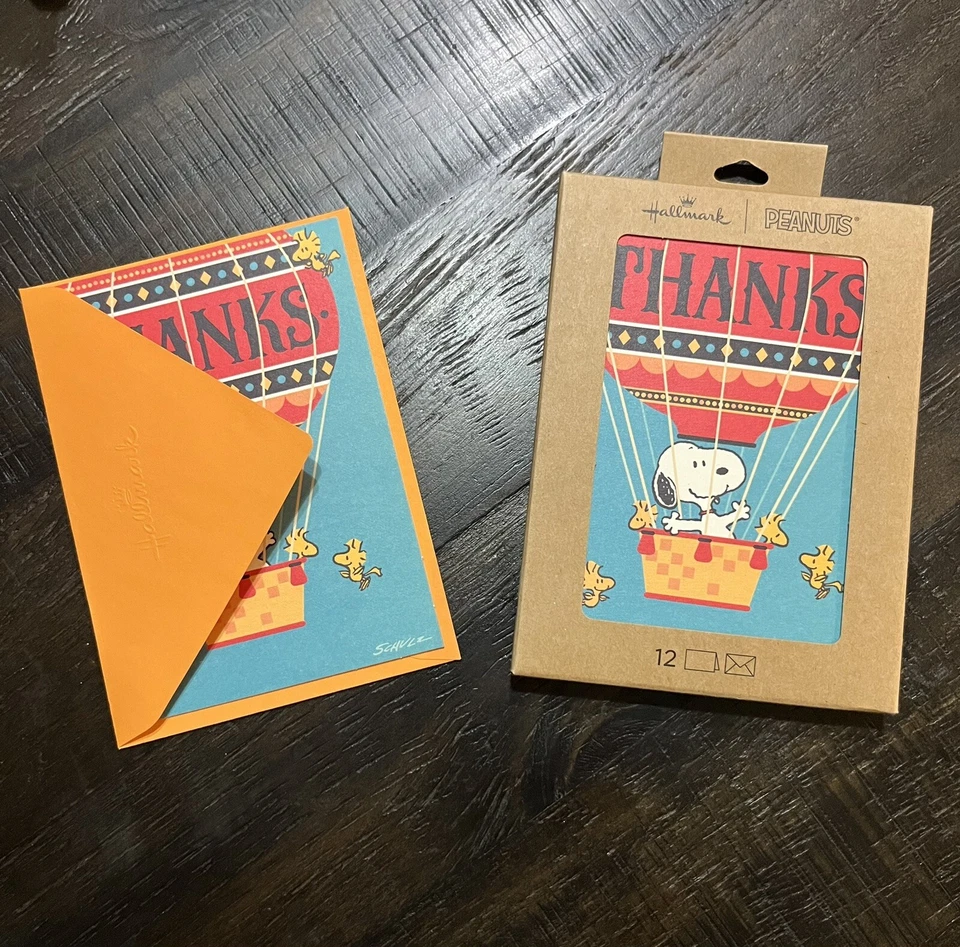 HANKS.
Hallmark
SCHULZ
Hallmark | PEANUTS®
THANKS
12